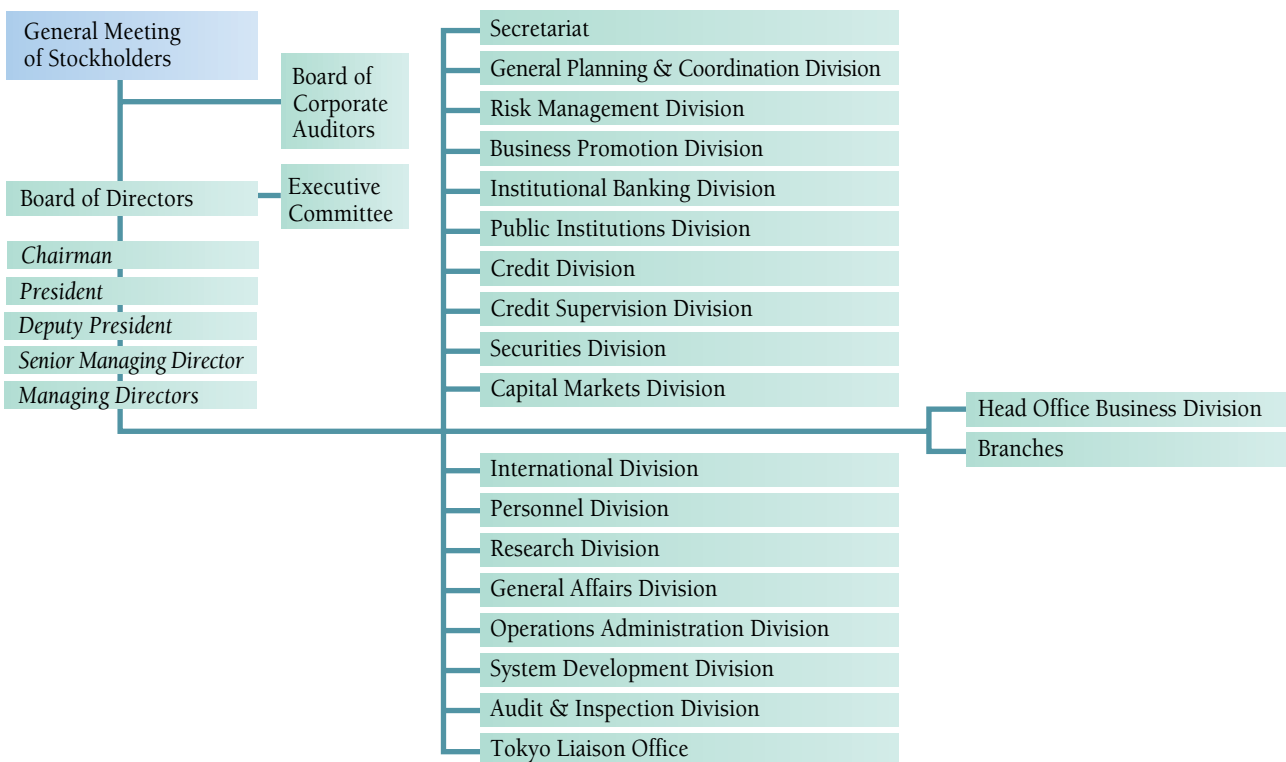 General Meeting
of Stockholders
Board of
Corporate
Auditors
Board of Directors
Executive
Committee
Chairman
President
Deputy President
Senior Managing Director
Managing Directors
Secretariat
General Planning & Coordination Division
Risk Management Division
Business Promotion Division
Institutional Banking Division
Public Institutions Division
Credit Division
Credit Supervision Division
Securities Division
Capital Markets Division
International Division
Personnel Division
Research Division
General Affairs Division
Operations Administration Division
System Development Division
Audit & Inspection Division
Tokyo Liaison Office
Head Office Business Division
Branches